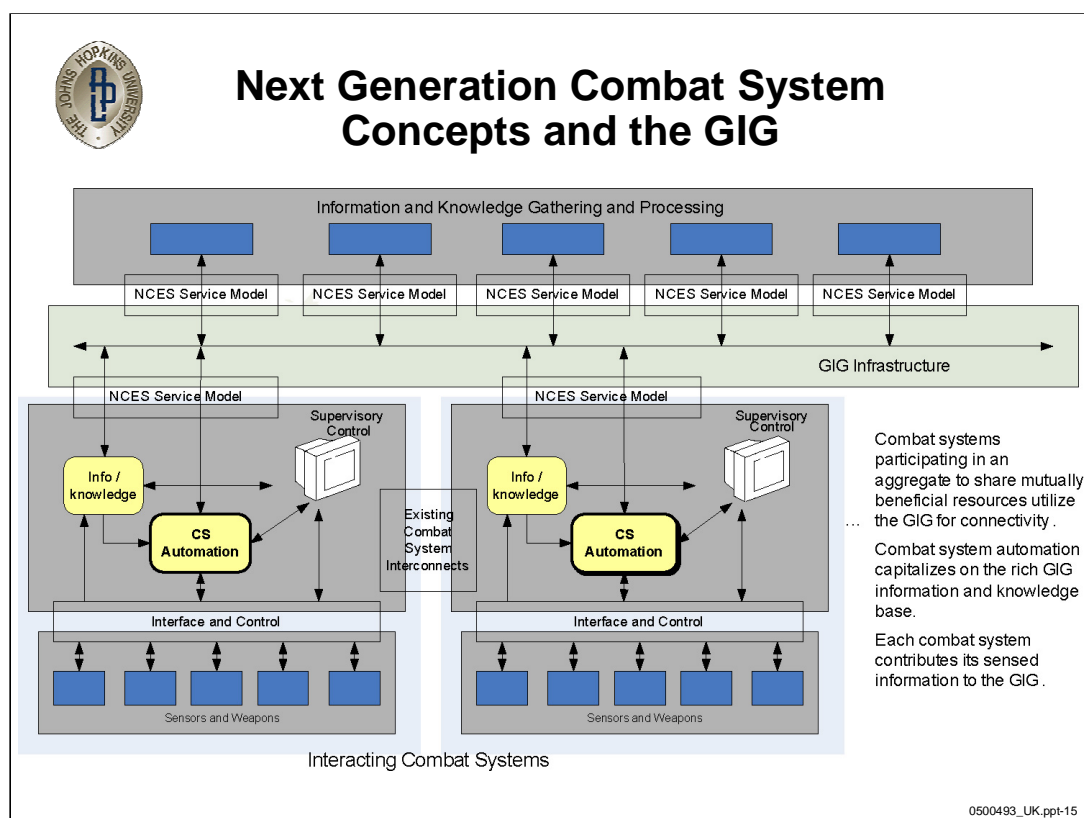 THE JOHNS HOPKINS UNIVERSITY
APL
Next Generation Combat System
Concepts and the GIG
Information and Knowledge Gathering and Processing
NCES Service Model
NCES Service Model
NCES Service Model
NCES Service Model
NCES Service Model
GIG Infrastructure
NCES Service Model
NCES Service Model
Supervisory
Control
Info /
knowledge
CS
Automation
Existing
Combat
System
Interconnects
Supervisory
Control
Info /
knowledge
CS
Automation
Interface and Control
Interface and Control
Sensors and Weapons
Sensors and Weapons
Interacting Combat Systems
...
Combat systems
participating in an
aggregate to share mutually
beneficial resources utilize
the GIG for connectivity.
Combat system automation
capitalizes on the rich GIG
information and knowledge
base.
Each combat system
contributes its sensed
information to the GIG.
0500493_UK.ppt-15